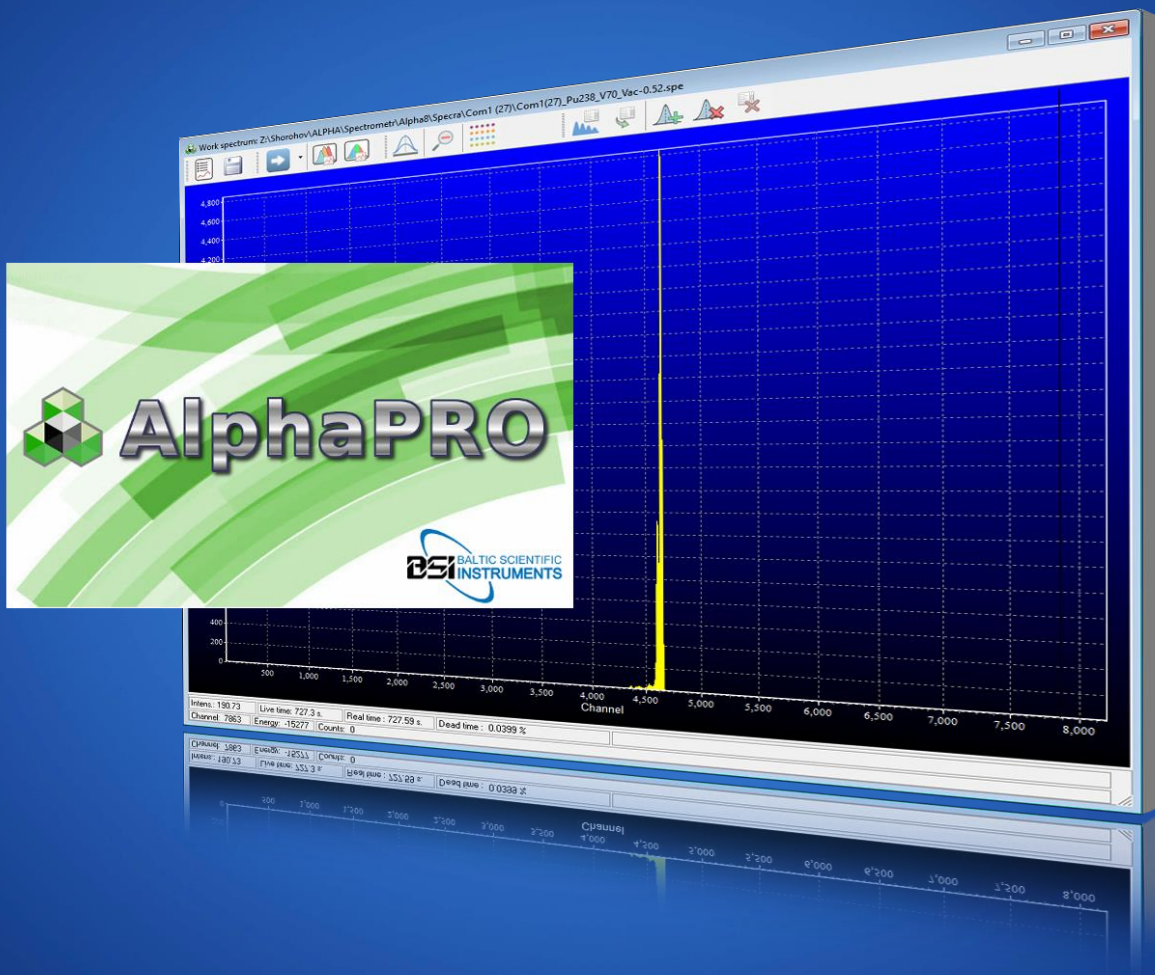 Work spectrum: Z:\Shorohov\ALPHA\Spectrometr\Alpha8\Specra\Com1 (27)\Com1(27)_Pu238_V70_Vac-0.52.spe
4,800
4,600
4,400
4,200
AlphaPRO
BSI BALTIC SCIENTIFIC
INSTRUMENTS
400
200
0
500 1,000 1,500 2,000 2,500 3,000 3,500 4,000 4,500 5,000 5,500 6,000 6,500 7,000 7,500 8,000
Channel
Intens.: 190.73 Live time: 727.3 s. Real time : 727.59 s. Dead time : 0.0399 %
Channel: 7863 Energy: -15277 Counts: 0